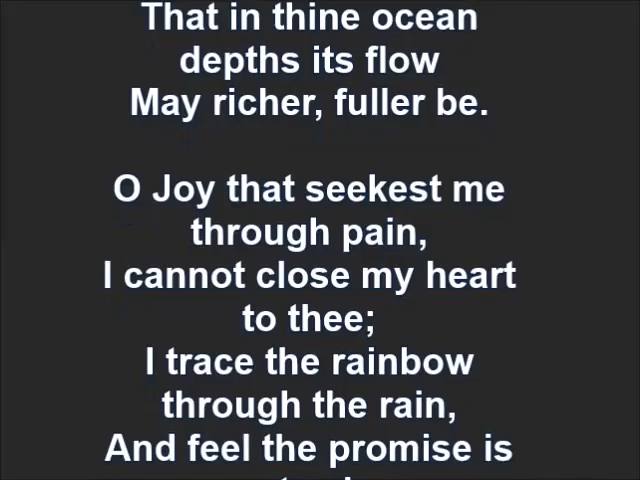 That in thine ocean
depths its flow
May richer, fuller be.
O Joy that seekest me
through pain,
I cannot close my heart
to thee;
I trace the rainbow
through the rain,
And feel the promise is